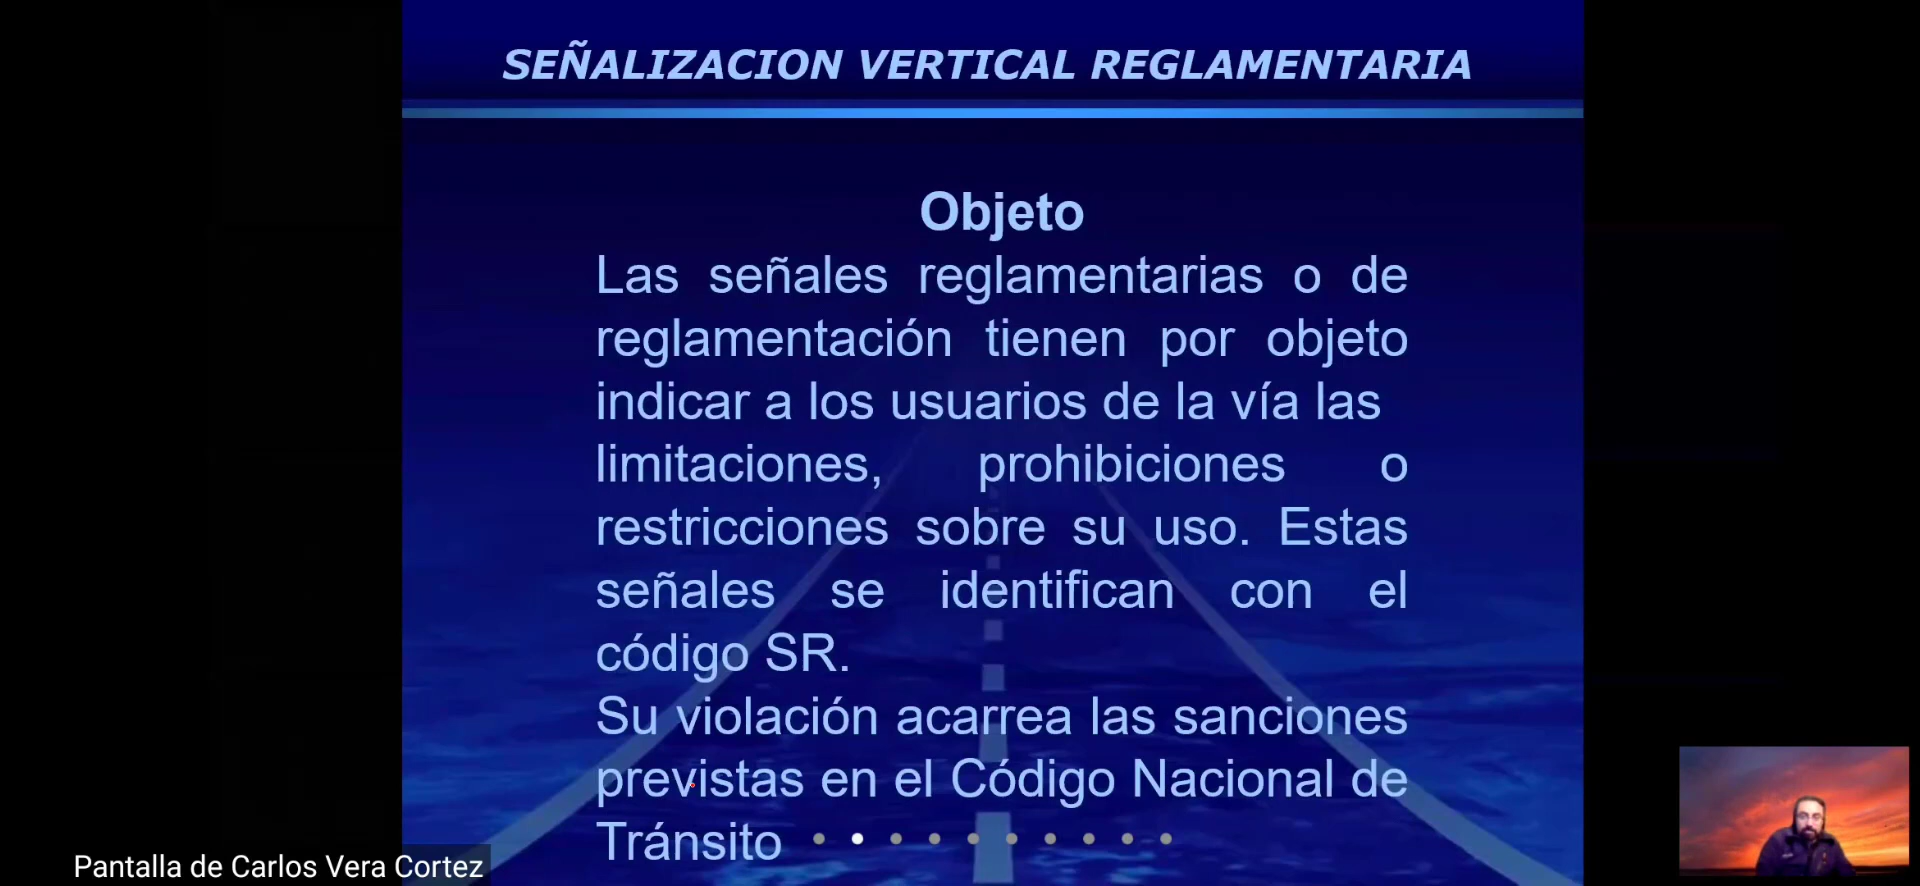 SEÑALIZACION VERTICAL REGLAMENTARIA
Objeto
Las señales reglamentarias o de
reglamentación tienen por objeto
indicar a los usuarios de la vía las
limitaciones, prohibiciones o
restricciones sobre su uso. Estas
señales se identifican con el
código SR.
Su violación acarrea las sanciones
previstas en el Código Nacional de
Tránsito
Pantalla de Carlos Vera Cortez